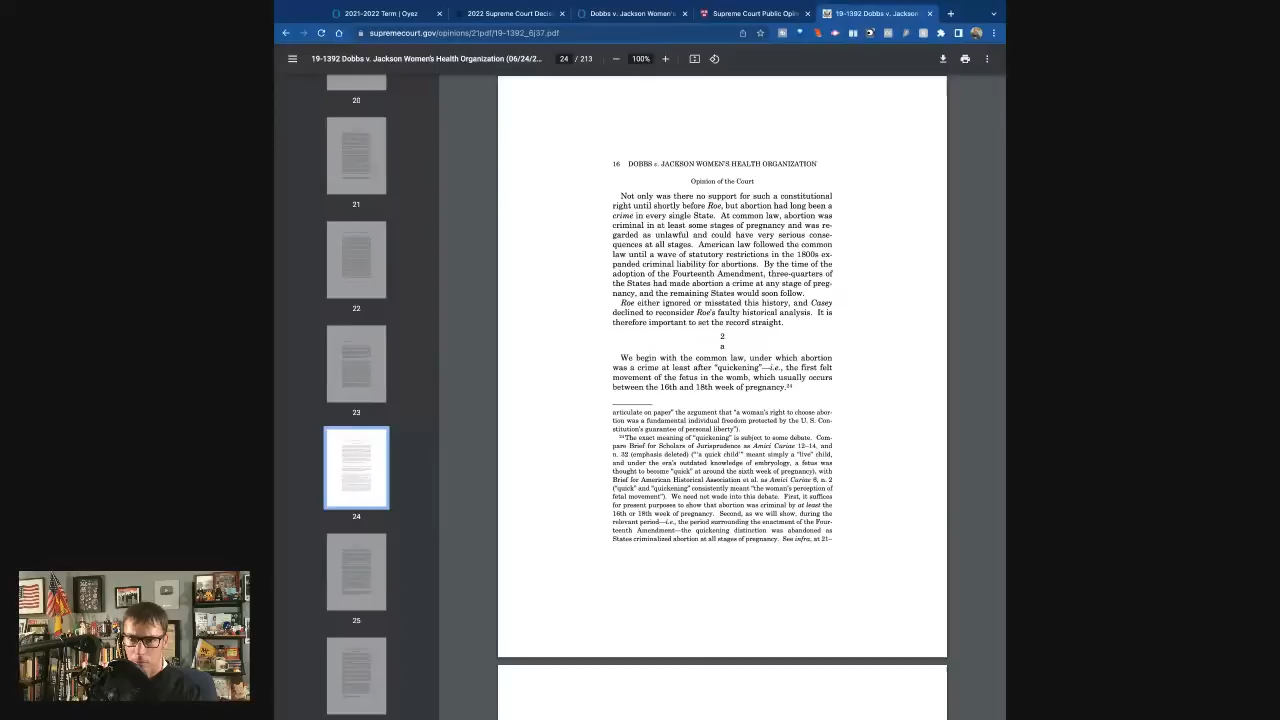 2021-2022 Term | Oyez
2022 Supreme Court Decis
Dobbs v. Jackson Women's
Supreme Court Public Opin
19-1392 Dobbs v. Jackson
supremecourt.gov/opinions/21pdf/19-1392_6j37.pdf
19-1392 Dobbs v. Jackson Women's Health Organization (06/24/2...
24 / 213
100%
20
21
22
23
24
25
16 DOBBS v. JACKSON WOMEN'S HEALTH ORGANIZATION
Opinion of the Court
Not only was there no support for such a constitutional
right until shortly before Roe, but abortion had long been a
crime in every single State. At common law, abortion was
criminal in at least some stages of pregnancy and was re-
garded as unlawful and could have very serious conse-
quences at all stages. American law followed the common
law until a wave of statutory restrictions in the 1800s ex-
panded criminal liability for abortions. By the time of the
adoption of the Fourteenth Amendment, three-quarters of
the States had made abortion a crime at any stage of preg-
nancy, and the remaining States would soon follow.
Roe either ignored or misstated this history, and Casey
declined to reconsider Roe's faulty historical analysis. It is
therefore important to set the record straight.
2
a
We begin with the common law, under which abortion
was a crime at least after “quickening”—i.e., the first felt
movement of the fetus in the womb, which usually occurs
between the 16th and 18th week of pregnancy.24
articulate on paper” the argument that “a woman's right to choose abor-
tion was a fundamental individual freedom protected by the U. S. Con-
stitution's guarantee of personal liberty”).
24 The exact meaning of “quickening” is subject to some debate. Com-
pare Brief for Scholars of Jurisprudence as Amici Curiae 12–14, and
n. 32 (emphasis deleted) (“‘a quick child’” meant simply a “live” child,
and under the era's outdated knowledge of embryology, a fetus was
thought to become “quick” at around the sixth week of pregnancy), with
Brief for American Historical Association et al. as Amici Curiae 6, n. 2
(“quick” and “quickening” consistently meant “the woman's perception of
fetal movement”). We need not wade into this debate. First, it suffices
for present purposes to show that abortion was criminal by at least the
16th or 18th week of pregnancy. Second, as we will show, during the
relevant period—i.e., the period surrounding the enactment of the Four-
teenth Amendment—the quickening distinction was abandoned as
States criminalized abortion at all stages of pregnancy. See infra, at 21–